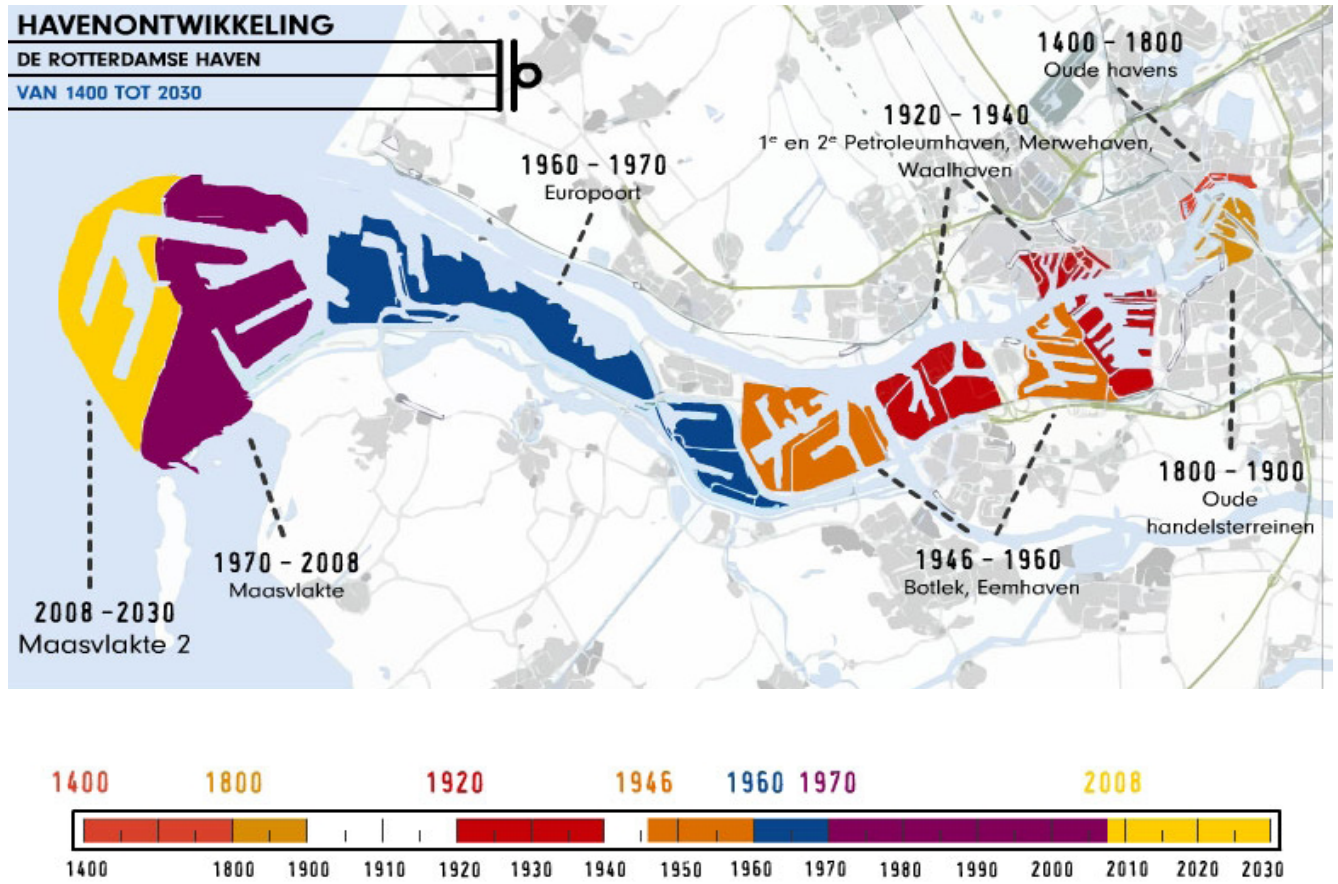 HAVENONTWIKKELING
DE ROTTERDAMSE HAVEN
VAN 1400 TOT 2030
1400 – 1800
Oude havens
1920 – 1940
1e en 2e Petroleumhaven, Merwehaven,
Waalhaven
1960 – 1970
Europoort
1800 – 1900
Oude
handelsterreinen
1946 – 1960
Botlek, Eemhaven
1970 – 2008
Maasvlakte
2008 –2030
Maasvlakte 2
1400 1800 1920 1946 1960 1970 2008
1400 1800 1900 1910 1920 1930 1940 1950 1960 1970 1980 1990 2000 2010 2020 2030